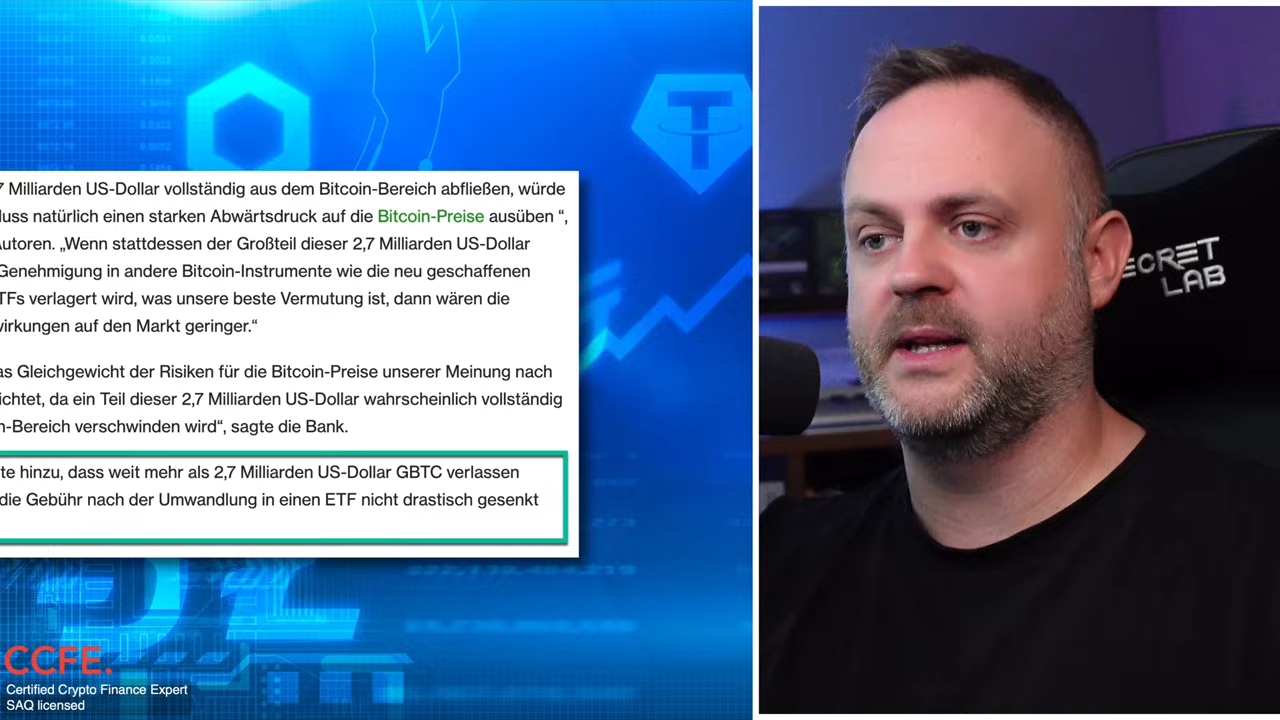 7 Milliarden US-Dollar vollständig aus dem Bitcoin-Bereich abfließen, würde
luss natürlich einen starken Abwärtsdruck auf die Bitcoin-Preise ausüben “,
Autoren. „Wenn stattdessen der Großteil dieser 2,7 Milliarden US-Dollar
Genehmigung in andere Bitcoin-Instrumente wie die neu geschaffenen
TFs verlagert wird, was unsere beste Vermutung ist, dann wären die
wirkungen auf den Markt geringer.“
as Gleichgewicht der Risiken für die Bitcoin-Preise unserer Meinung nach
ichtet, da ein Teil dieser 2,7 Milliarden US-Dollar wahrscheinlich vollständig
n-Bereich verschwinden wird“, sagte die Bank.
te hinzu, dass weit mehr als 2,7 Milliarden US-Dollar GBTC verlassen
die Gebühr nach der Umwandlung in einen ETF nicht drastisch gesenkt
CCFE.
Certified Crypto Finance Expert
SAQ licensed
ECRET
LAB